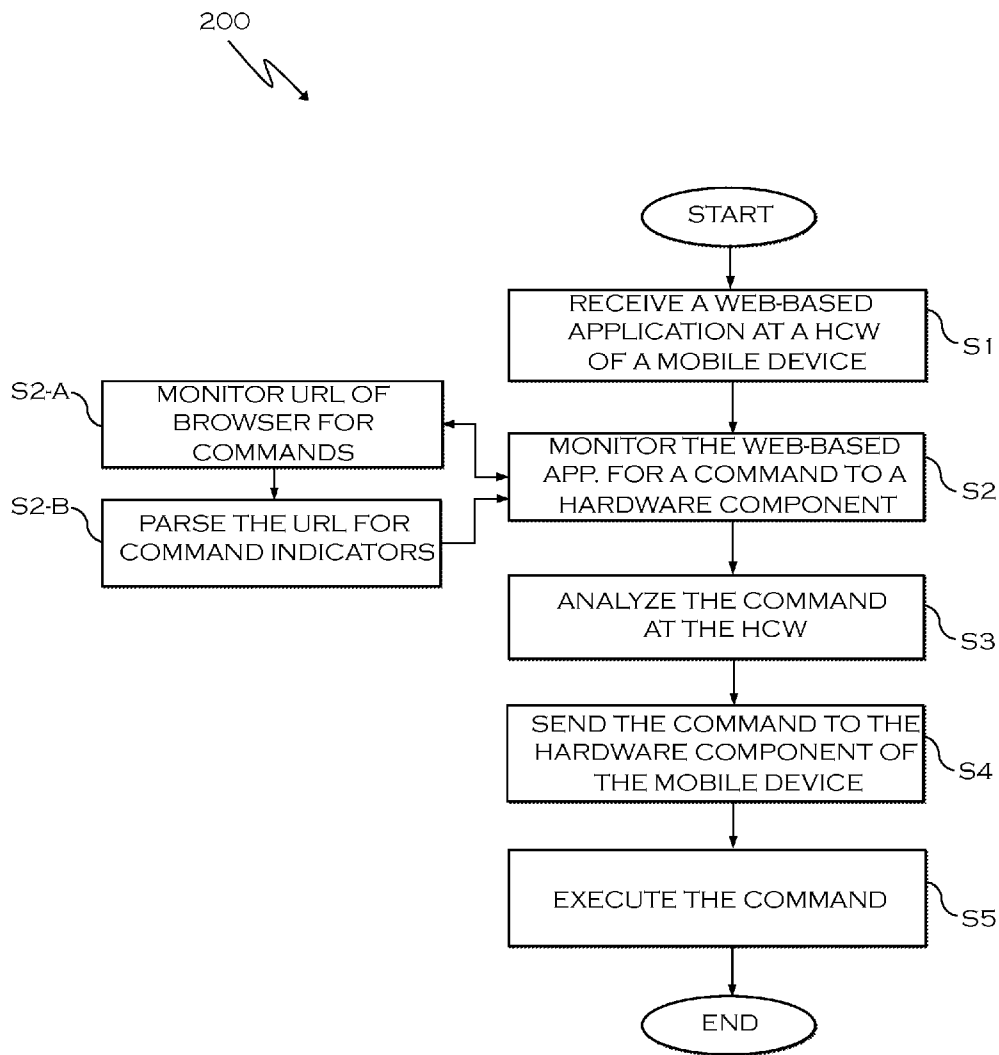 200
START
RECEIVE A WEB-BASED
APPLICATION AT A HCW
OF A MOBILE DEVICE
S1
S2-A
MONITOR URL OF
BROWSER FOR
COMMANDS
MONITOR THE WEB-BASED
APP. FOR A COMMAND TO A
HARDWARE COMPONENT
S2
S2-B
PARSE THE URL FOR
COMMAND INDICATORS
ANALYZE THE COMMAND
AT THE HCW
S3
SEND THE COMMAND TO THE
HARDWARE COMPONENT OF
THE MOBILE DEVICE
S4
EXECUTE THE COMMAND
S5
END